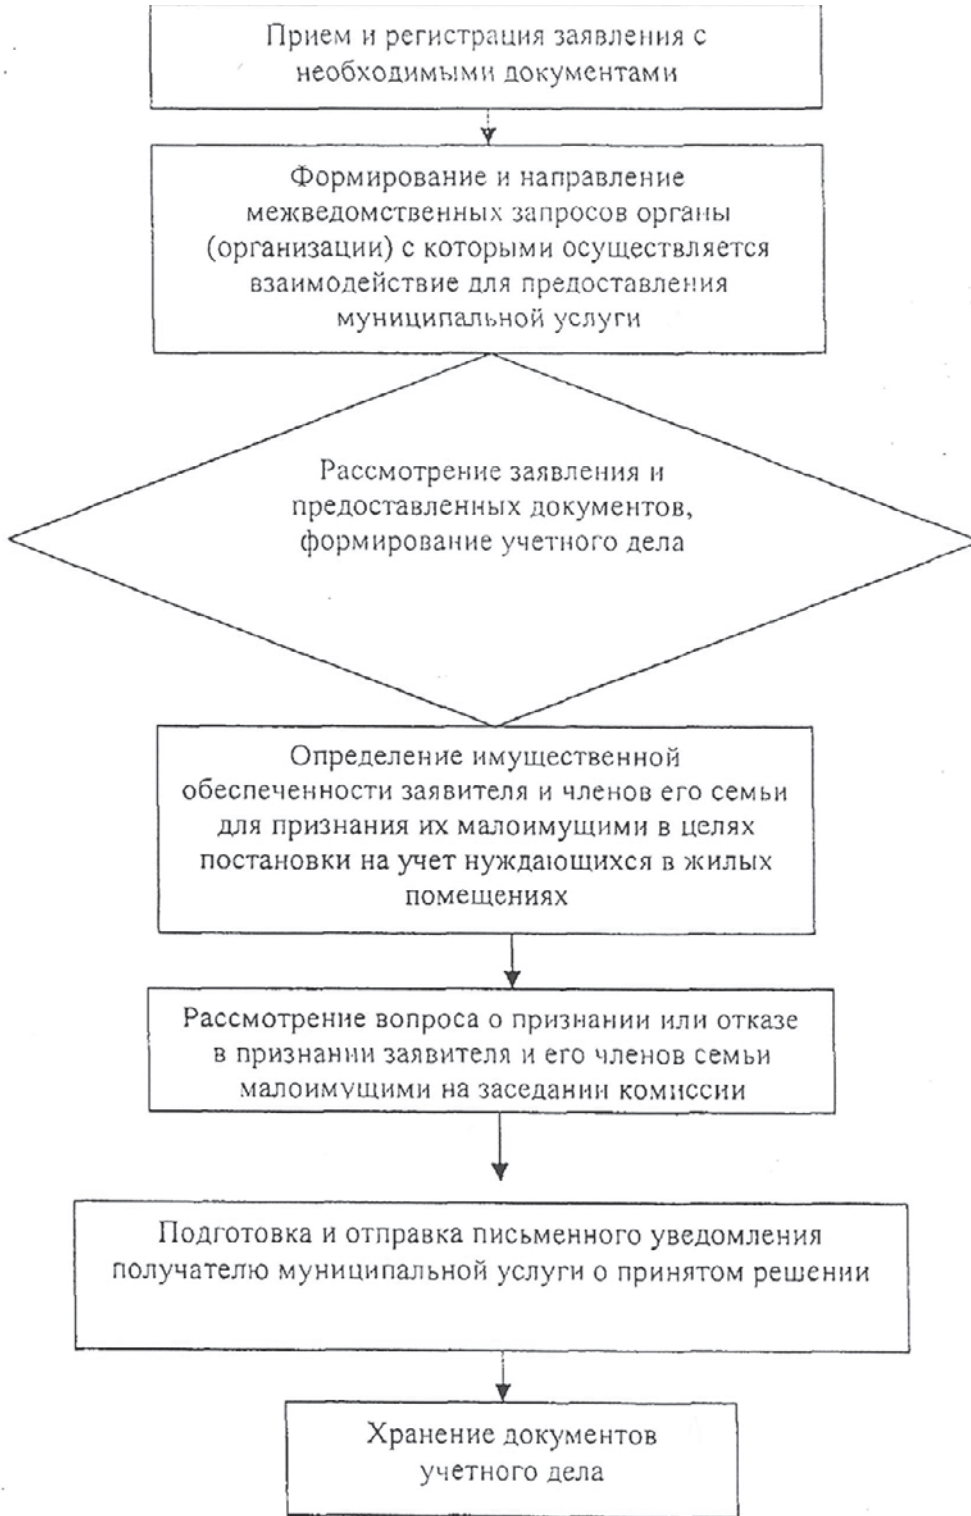 Прием и регистрация заявления с
необходимыми документами
Формирование и направление
межведомственных запросов органы
(организации) с которыми осуществляется
взаимодействие для предоставления
муниципальной услуги
Рассмотрение заявления и
предоставленных документов,
формирование учетного дела
Определение имущественной
обеспеченности заявителя и членов его семьи
для признания их малоимущими в целях
постановки на учет нуждающихся в жилых
помещениях
Рассмотрение вопроса о признании или отказе
в признании заявителя и его членов семьи
малоимущими на заседании комиссии
Подготовка и отправка письменного уведомления
получателю муниципальной услуги о принятом решении
Хранение документов
учетного дела